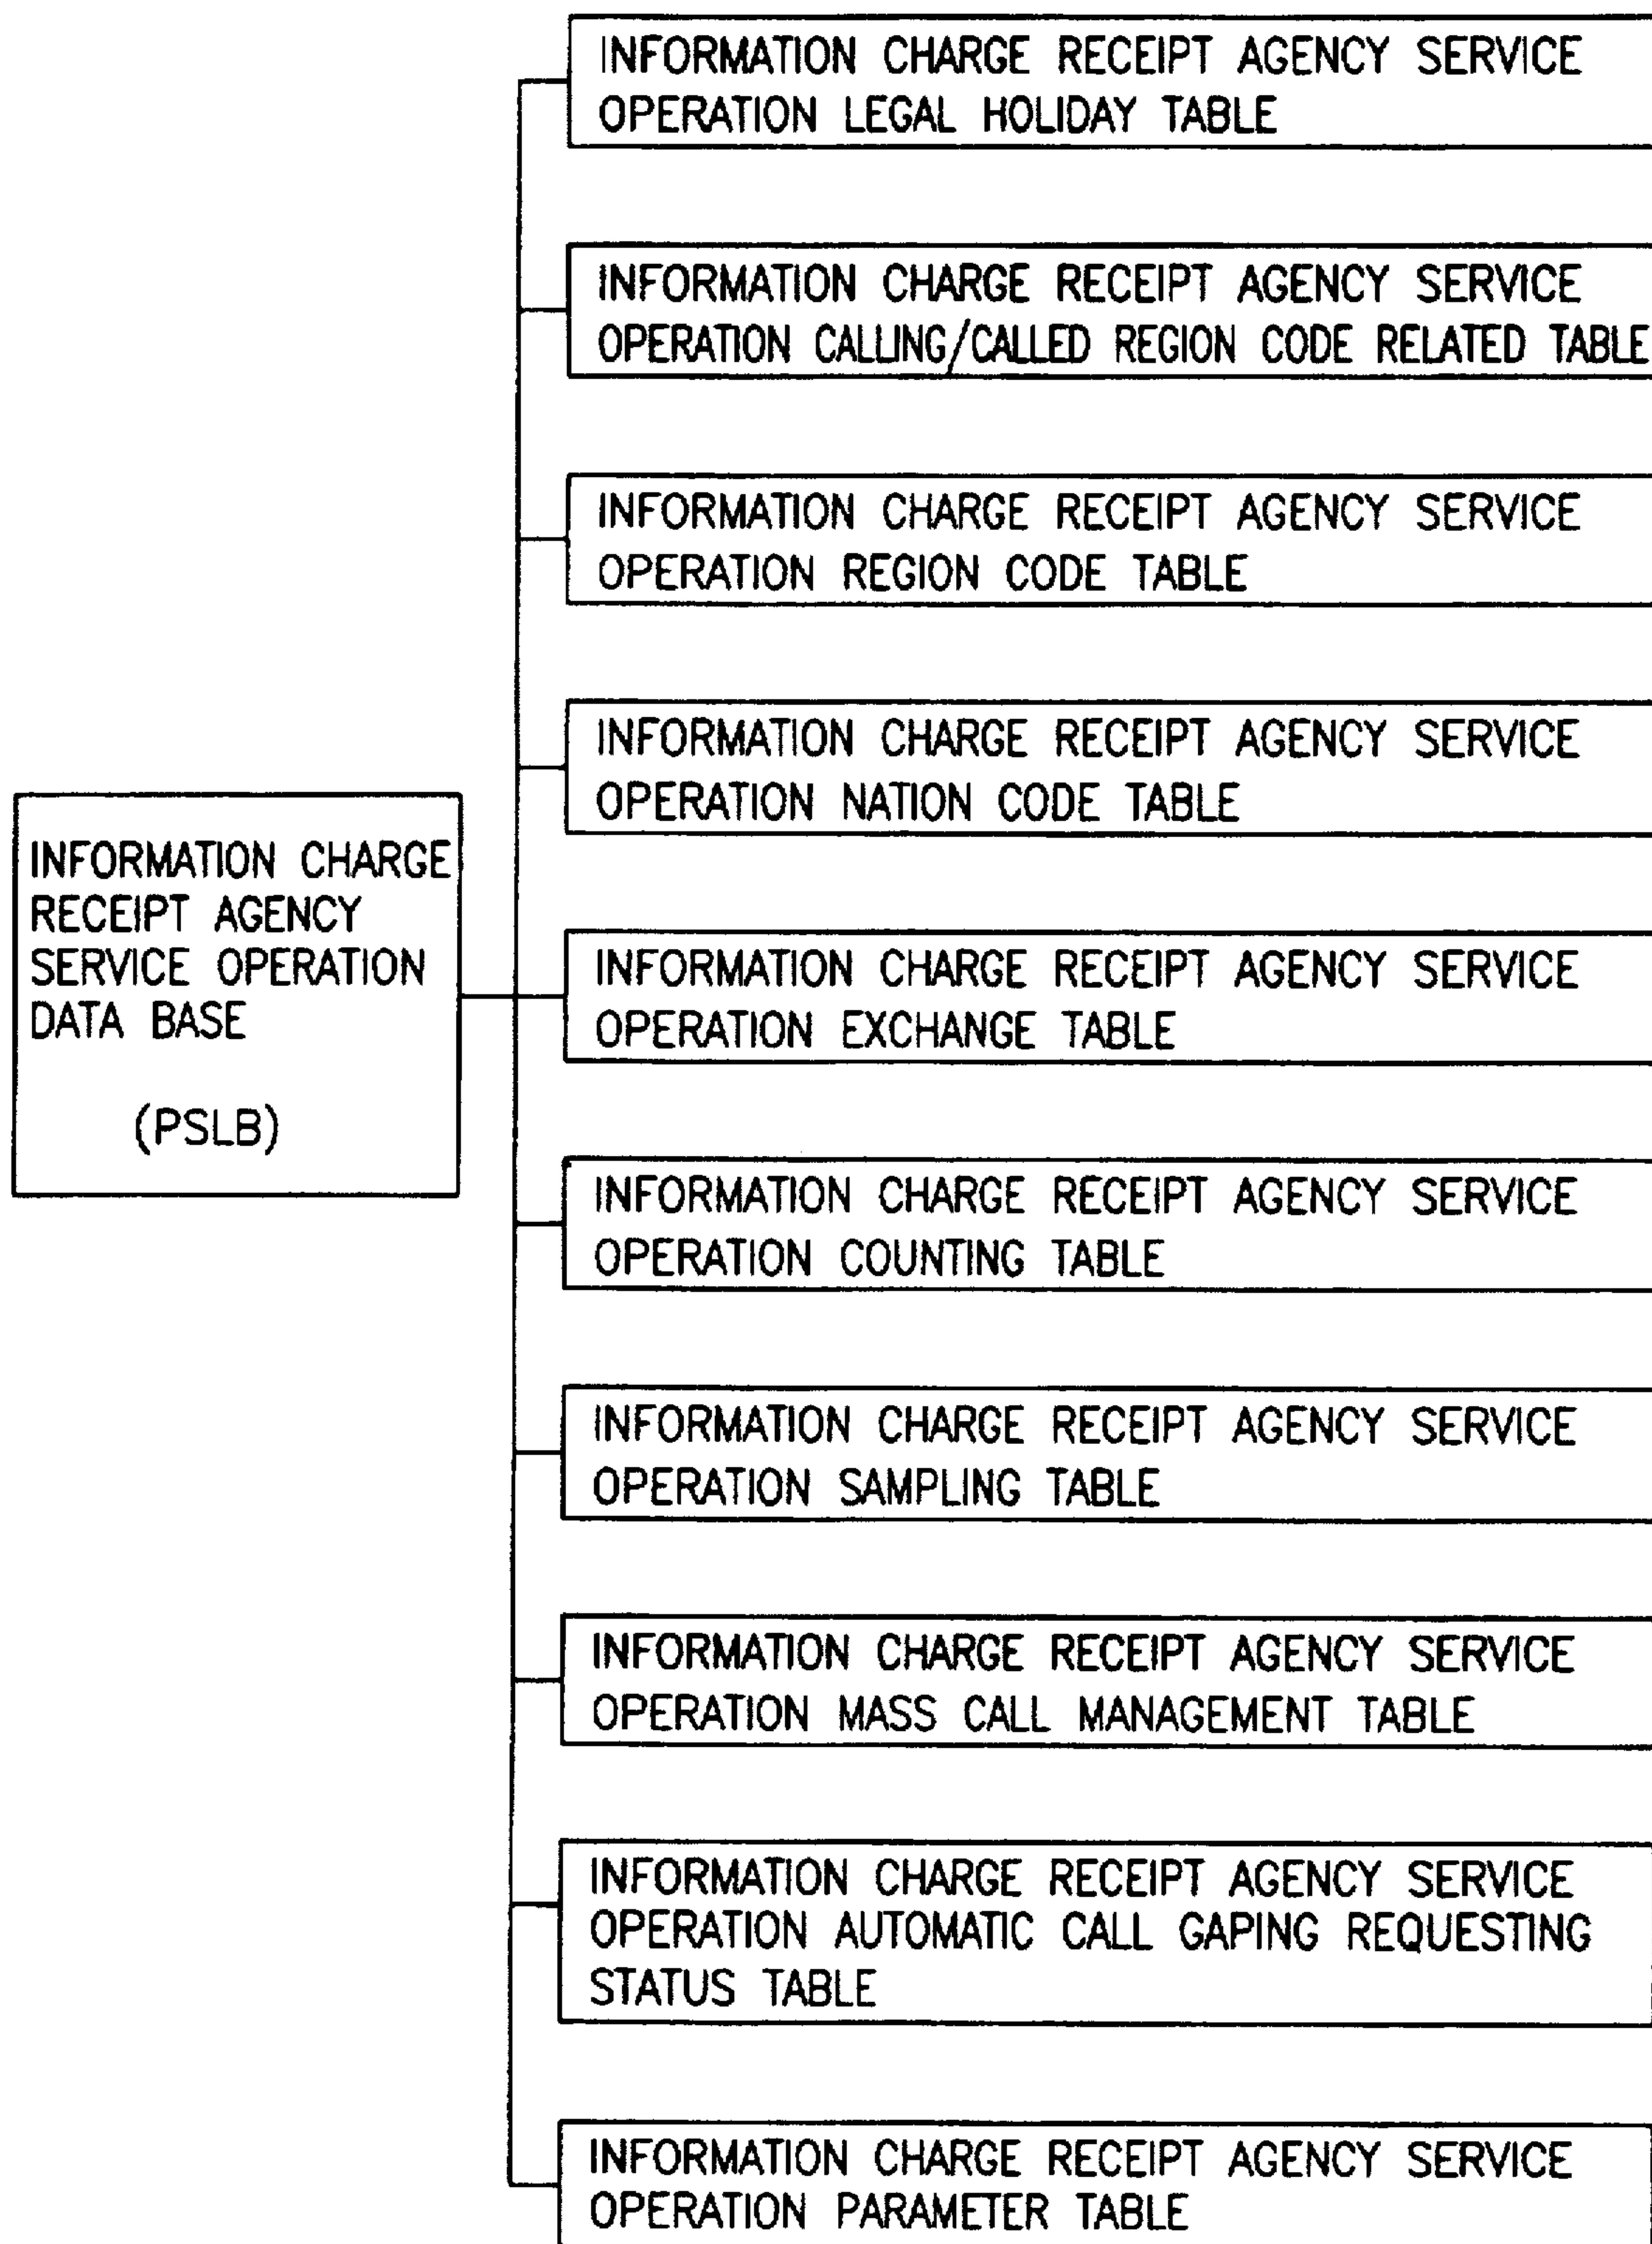 INFORMATION CHARGE RECEIPT AGENCY SERVICE
OPERATION LEGAL HOLIDAY TABLE
INFORMATION CHARGE RECEIPT AGENCY SERVICE
OPERATION CALLING/CALLED REGION CODE RELATED TABLE
INFORMATION CHARGE RECEIPT AGENCY SERVICE
OPERATION REGION CODE TABLE
INFORMATION CHARGE RECEIPT AGENCY SERVICE
OPERATION NATION CODE TABLE
INFORMATION CHARGE
RECEIPT AGENCY
SERVICE OPERATION
DATA BASE
(PSLB)
INFORMATION CHARGE RECEIPT AGENCY SERVICE
OPERATION EXCHANGE TABLE
INFORMATION CHARGE RECEIPT AGENCY SERVICE
OPERATION COUNTING TABLE
INFORMATION CHARGE RECEIPT AGENCY SERVICE
OPERATION SAMPLING TABLE
INFORMATION CHARGE RECEIPT AGENCY SERVICE
OPERATION MASS CALL MANAGEMENT TABLE
INFORMATION CHARGE RECEIPT AGENCY SERVICE
OPERATION AUTOMATIC CALL GAPING REQUESTING
STATUS TABLE
INFORMATION CHARGE RECEIPT AGENCY SERVICE
OPERATION PARAMETER TABLE